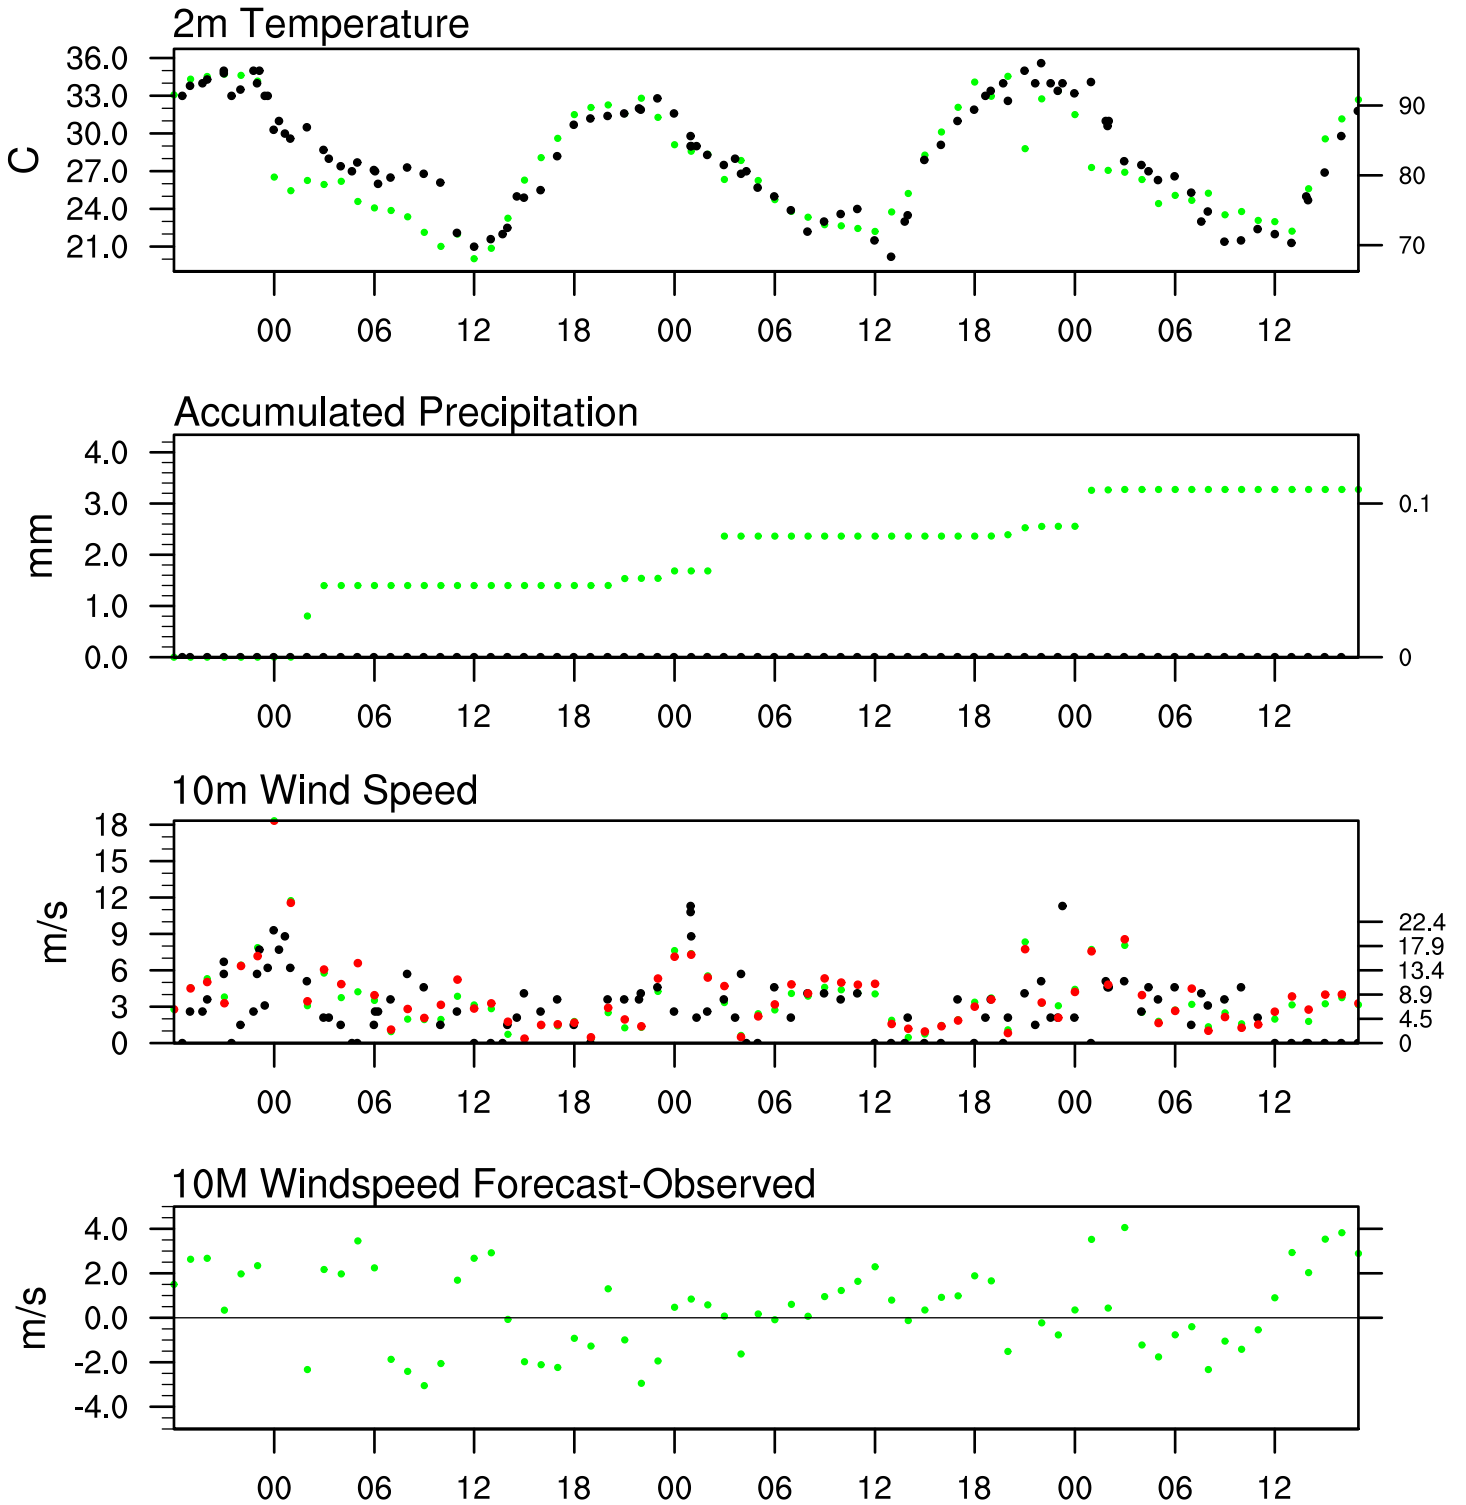 2m Temperature
36.0
33.0
30.0
27.0
24.0
21.0
C
90
80
70
00 06 12 18 00 06 12 18 00 06 12
Accumulated Precipitation
4.0
3.0
2.0
1.0
0.0
mm
0.1
0
00 06 12 18 00 06 12 18 00 06 12
10m Wind Speed
18
15
12
9
6
3
0
m/s
22.4
17.9
13.4
8.9
4.5
0
00 06 12 18 00 06 12 18 00 06 12
10M Windspeed Forecast-Observed
4.0
2.0
0.0
-2.0
-4.0
m/s
00 06 12 18 00 06 12 18 00 06 12